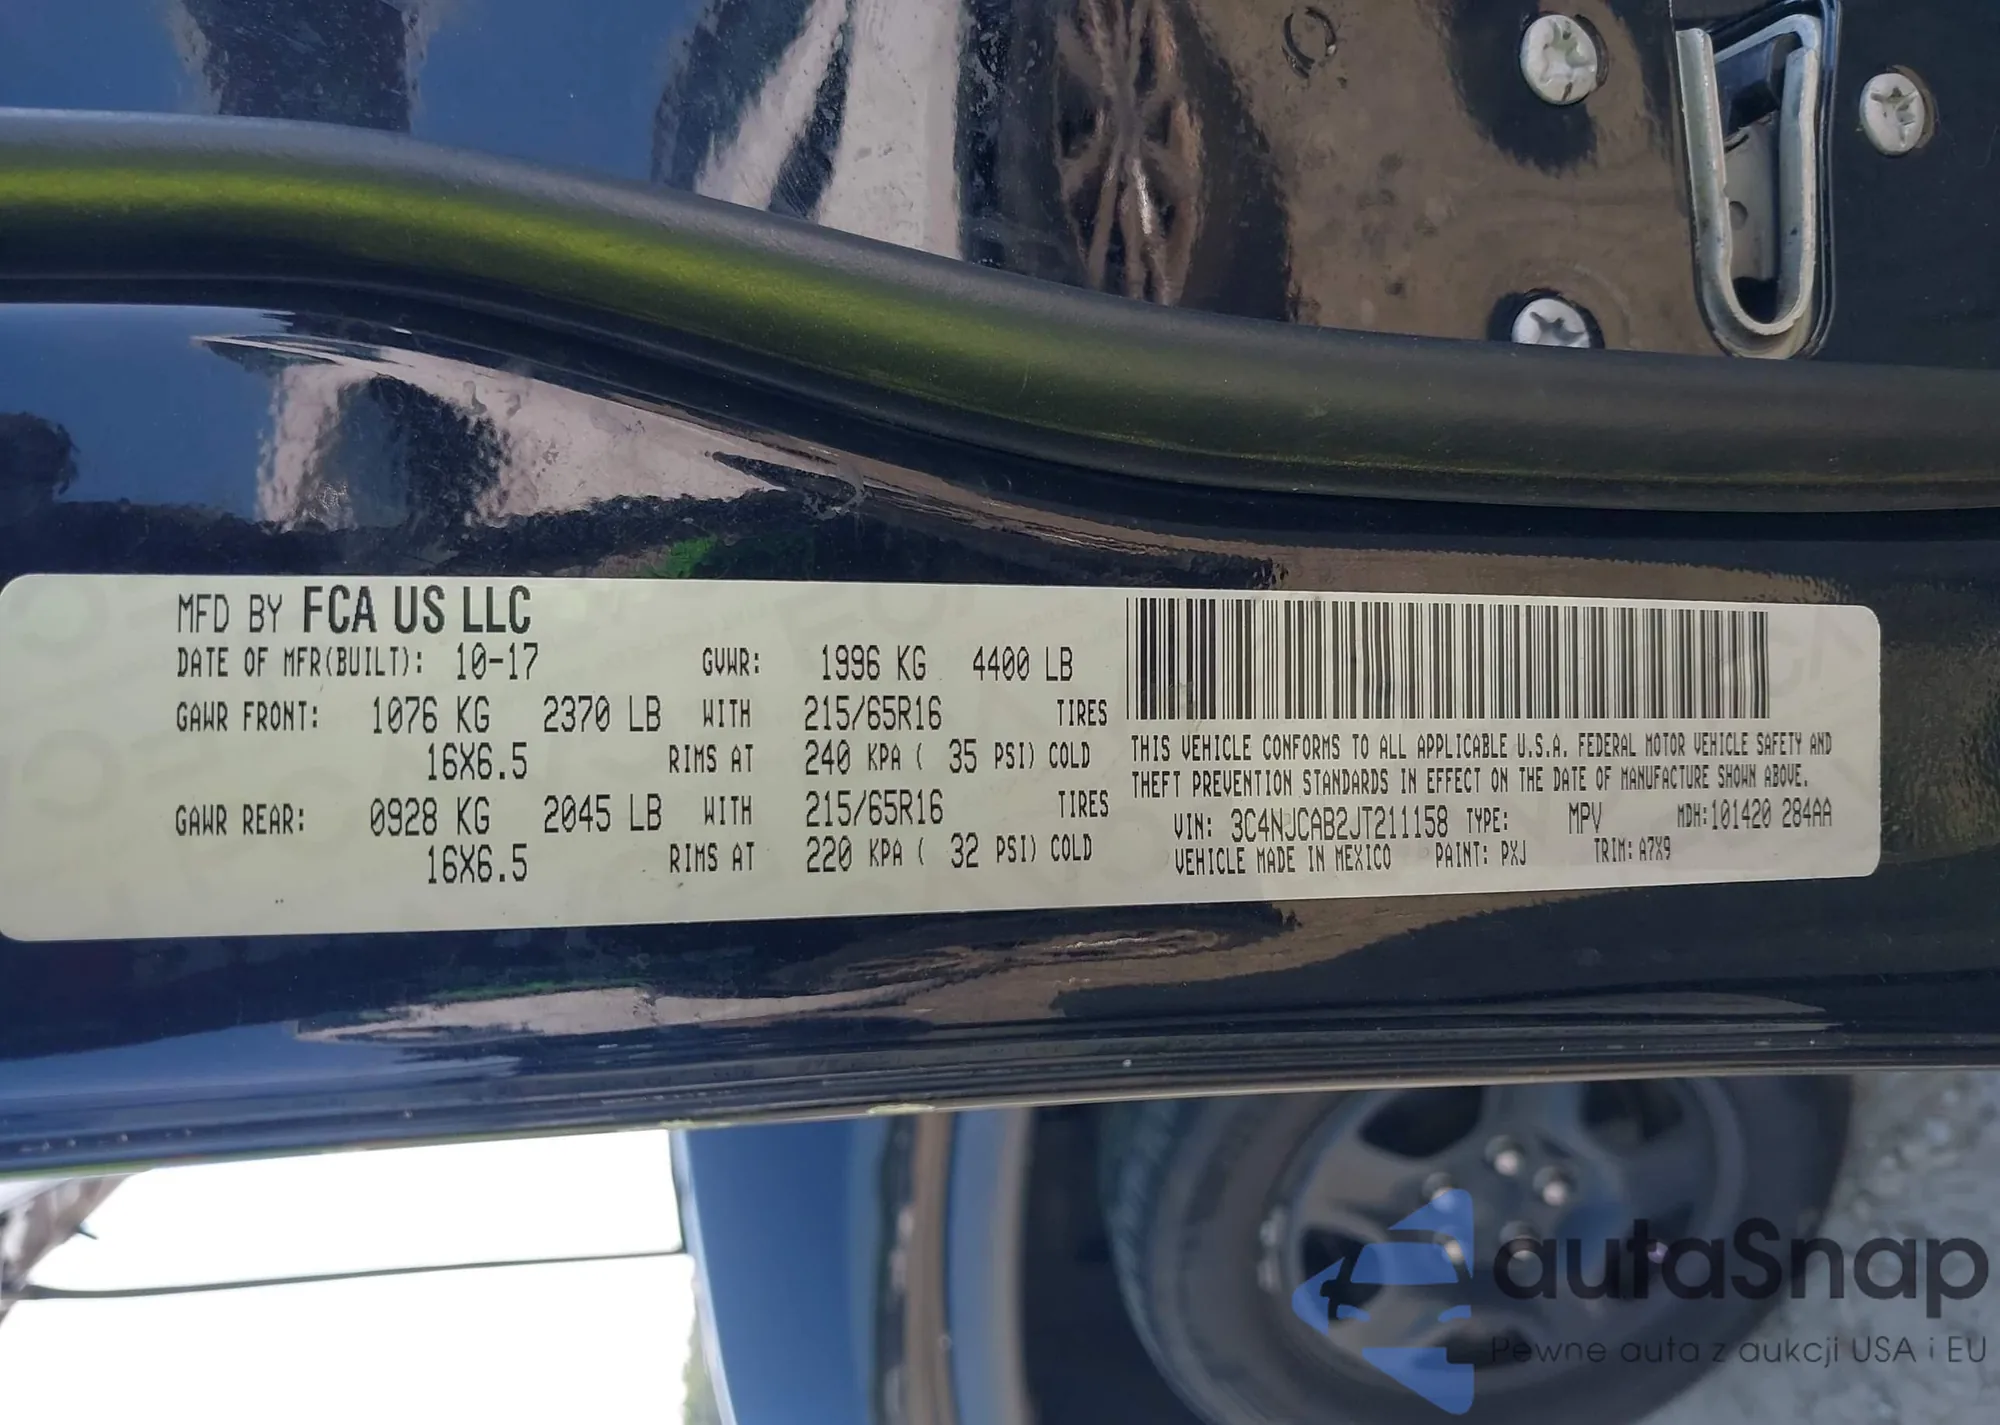 MFD BY FCA US LLC
DATE OF MFR(BUILT): 10-17 GVWR: 1996 KG 4400 LB
GAWR FRONT: 1076 KG 2370 LB WITH 215/65R16 TIRES
16X6.5 RIMS AT 240 KPA ( 35 PSI) COLD
GAWR REAR: 0928 KG 2045 LB WITH 215/65R16 TIRES
16X6.5 RIMS AT 220 KPA ( 32 PSI) COLD
THIS VEHICLE CONFORMS TO ALL APPLICABLE U.S.A. FEDERAL MOTOR VEHICLE SAFETY AND
THEFT PREVENTION STANDARDS IN EFFECT ON THE DATE OF MANUFACTURE SHOWN ABOVE.
VIN: 3C4NJCAB2JT211158 TYPE: MPV MDH:101420 284AA
VEHICLE MADE IN MEXICO PAINT: PXJ TRIM: A7X9
autaSnap
Pewne auta z aukcji USA i EU